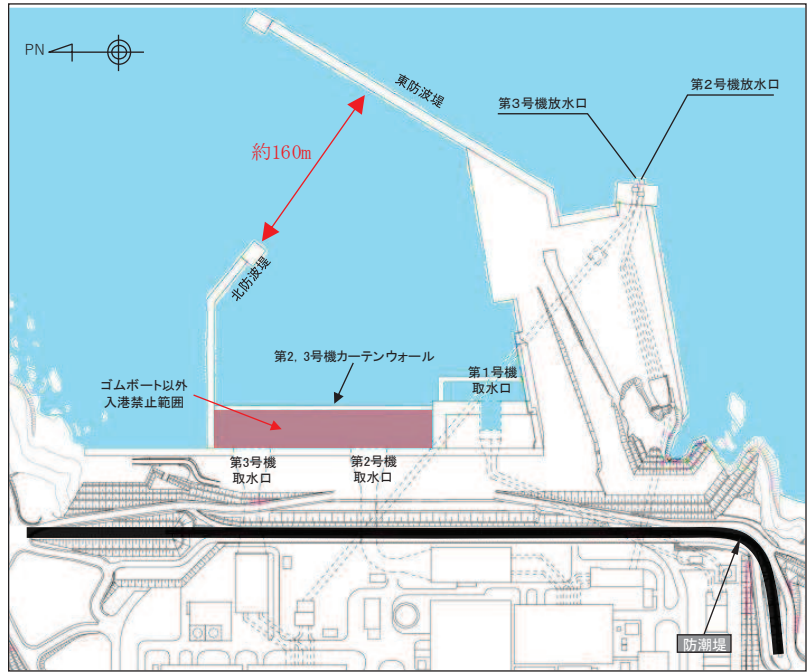 PN
東防波堤
第2号機放水口
第3号機放水口
約160m
北防波堤
第2, 3号機カーテンウォール
第1号機
取水口
ゴムボート以外
入港禁止範囲
第3号機
取水口
第2号機
取水口
防潮堤